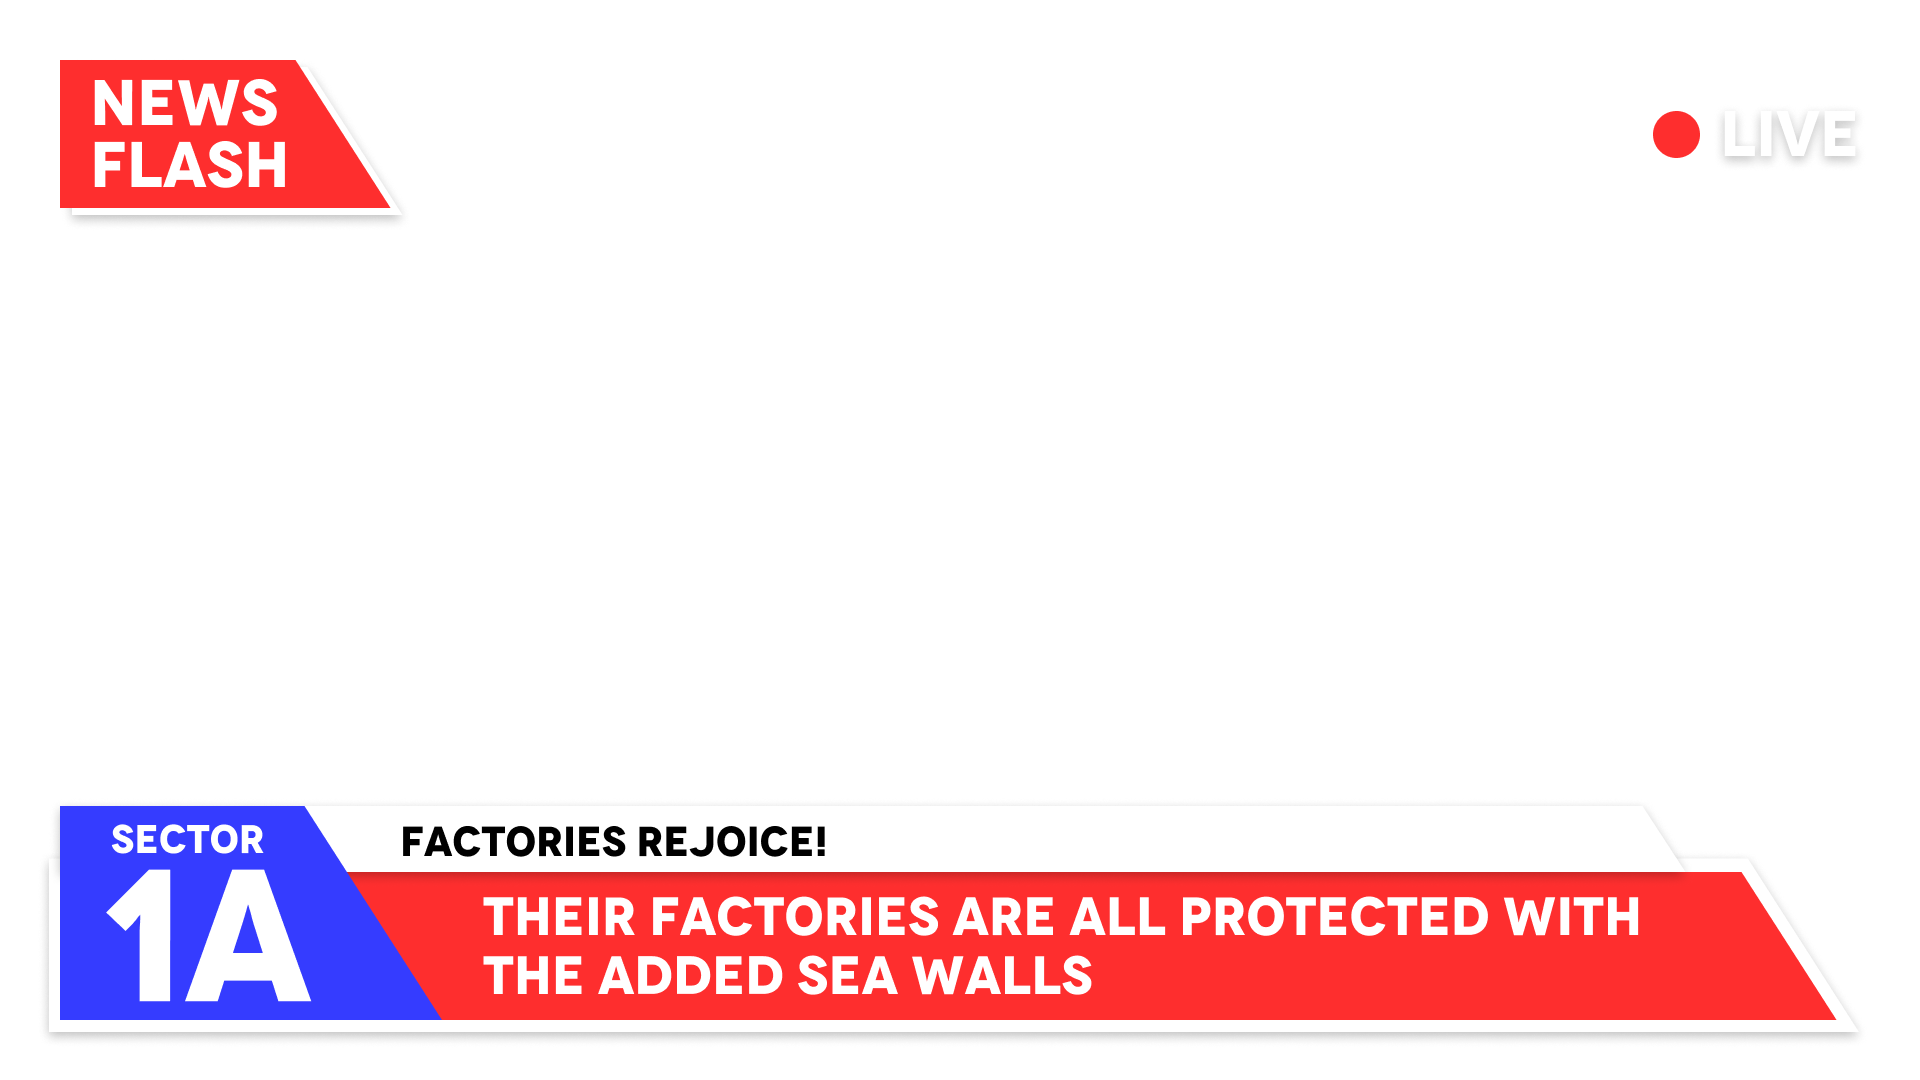 NEWS
FLASH
LIVE
SECTOR
1A
FACTORIES REJOICE!
THEIR FACTORIES ARE ALL PROTECTED WITH
THE ADDED SEA WALLS